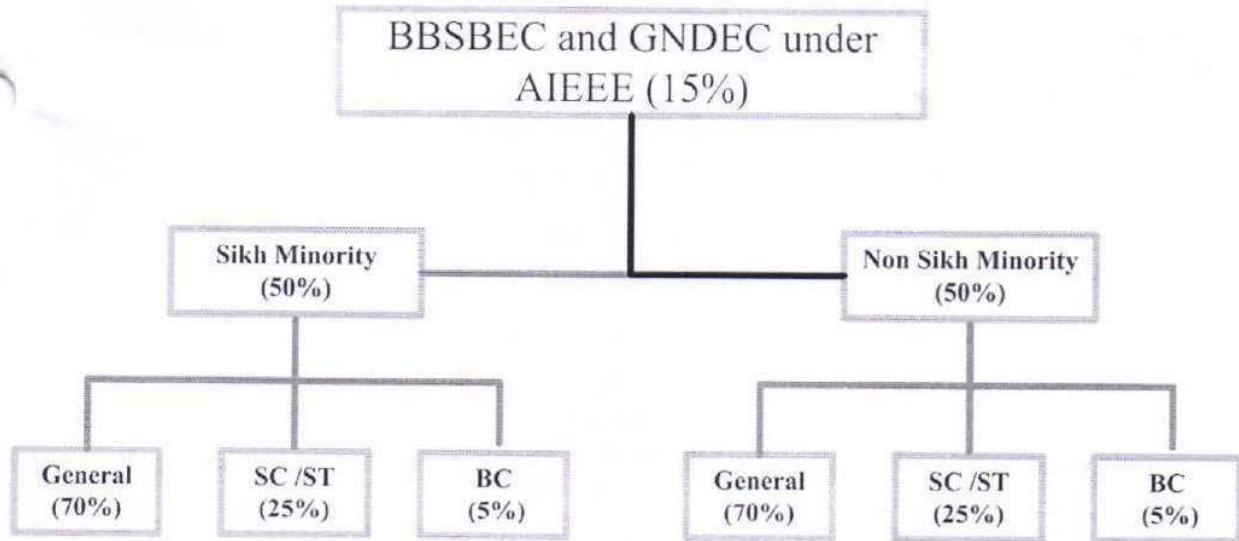 BBSBEC and GNDEC under
AIEEE (15%)
Sikh Minority
(50%)
Non Sikh Minority
(50%)
General
(70%)
SC /ST
(25%)
BC
(5%)
General
(70%)
SC /ST
(25%)
BC
(5%)